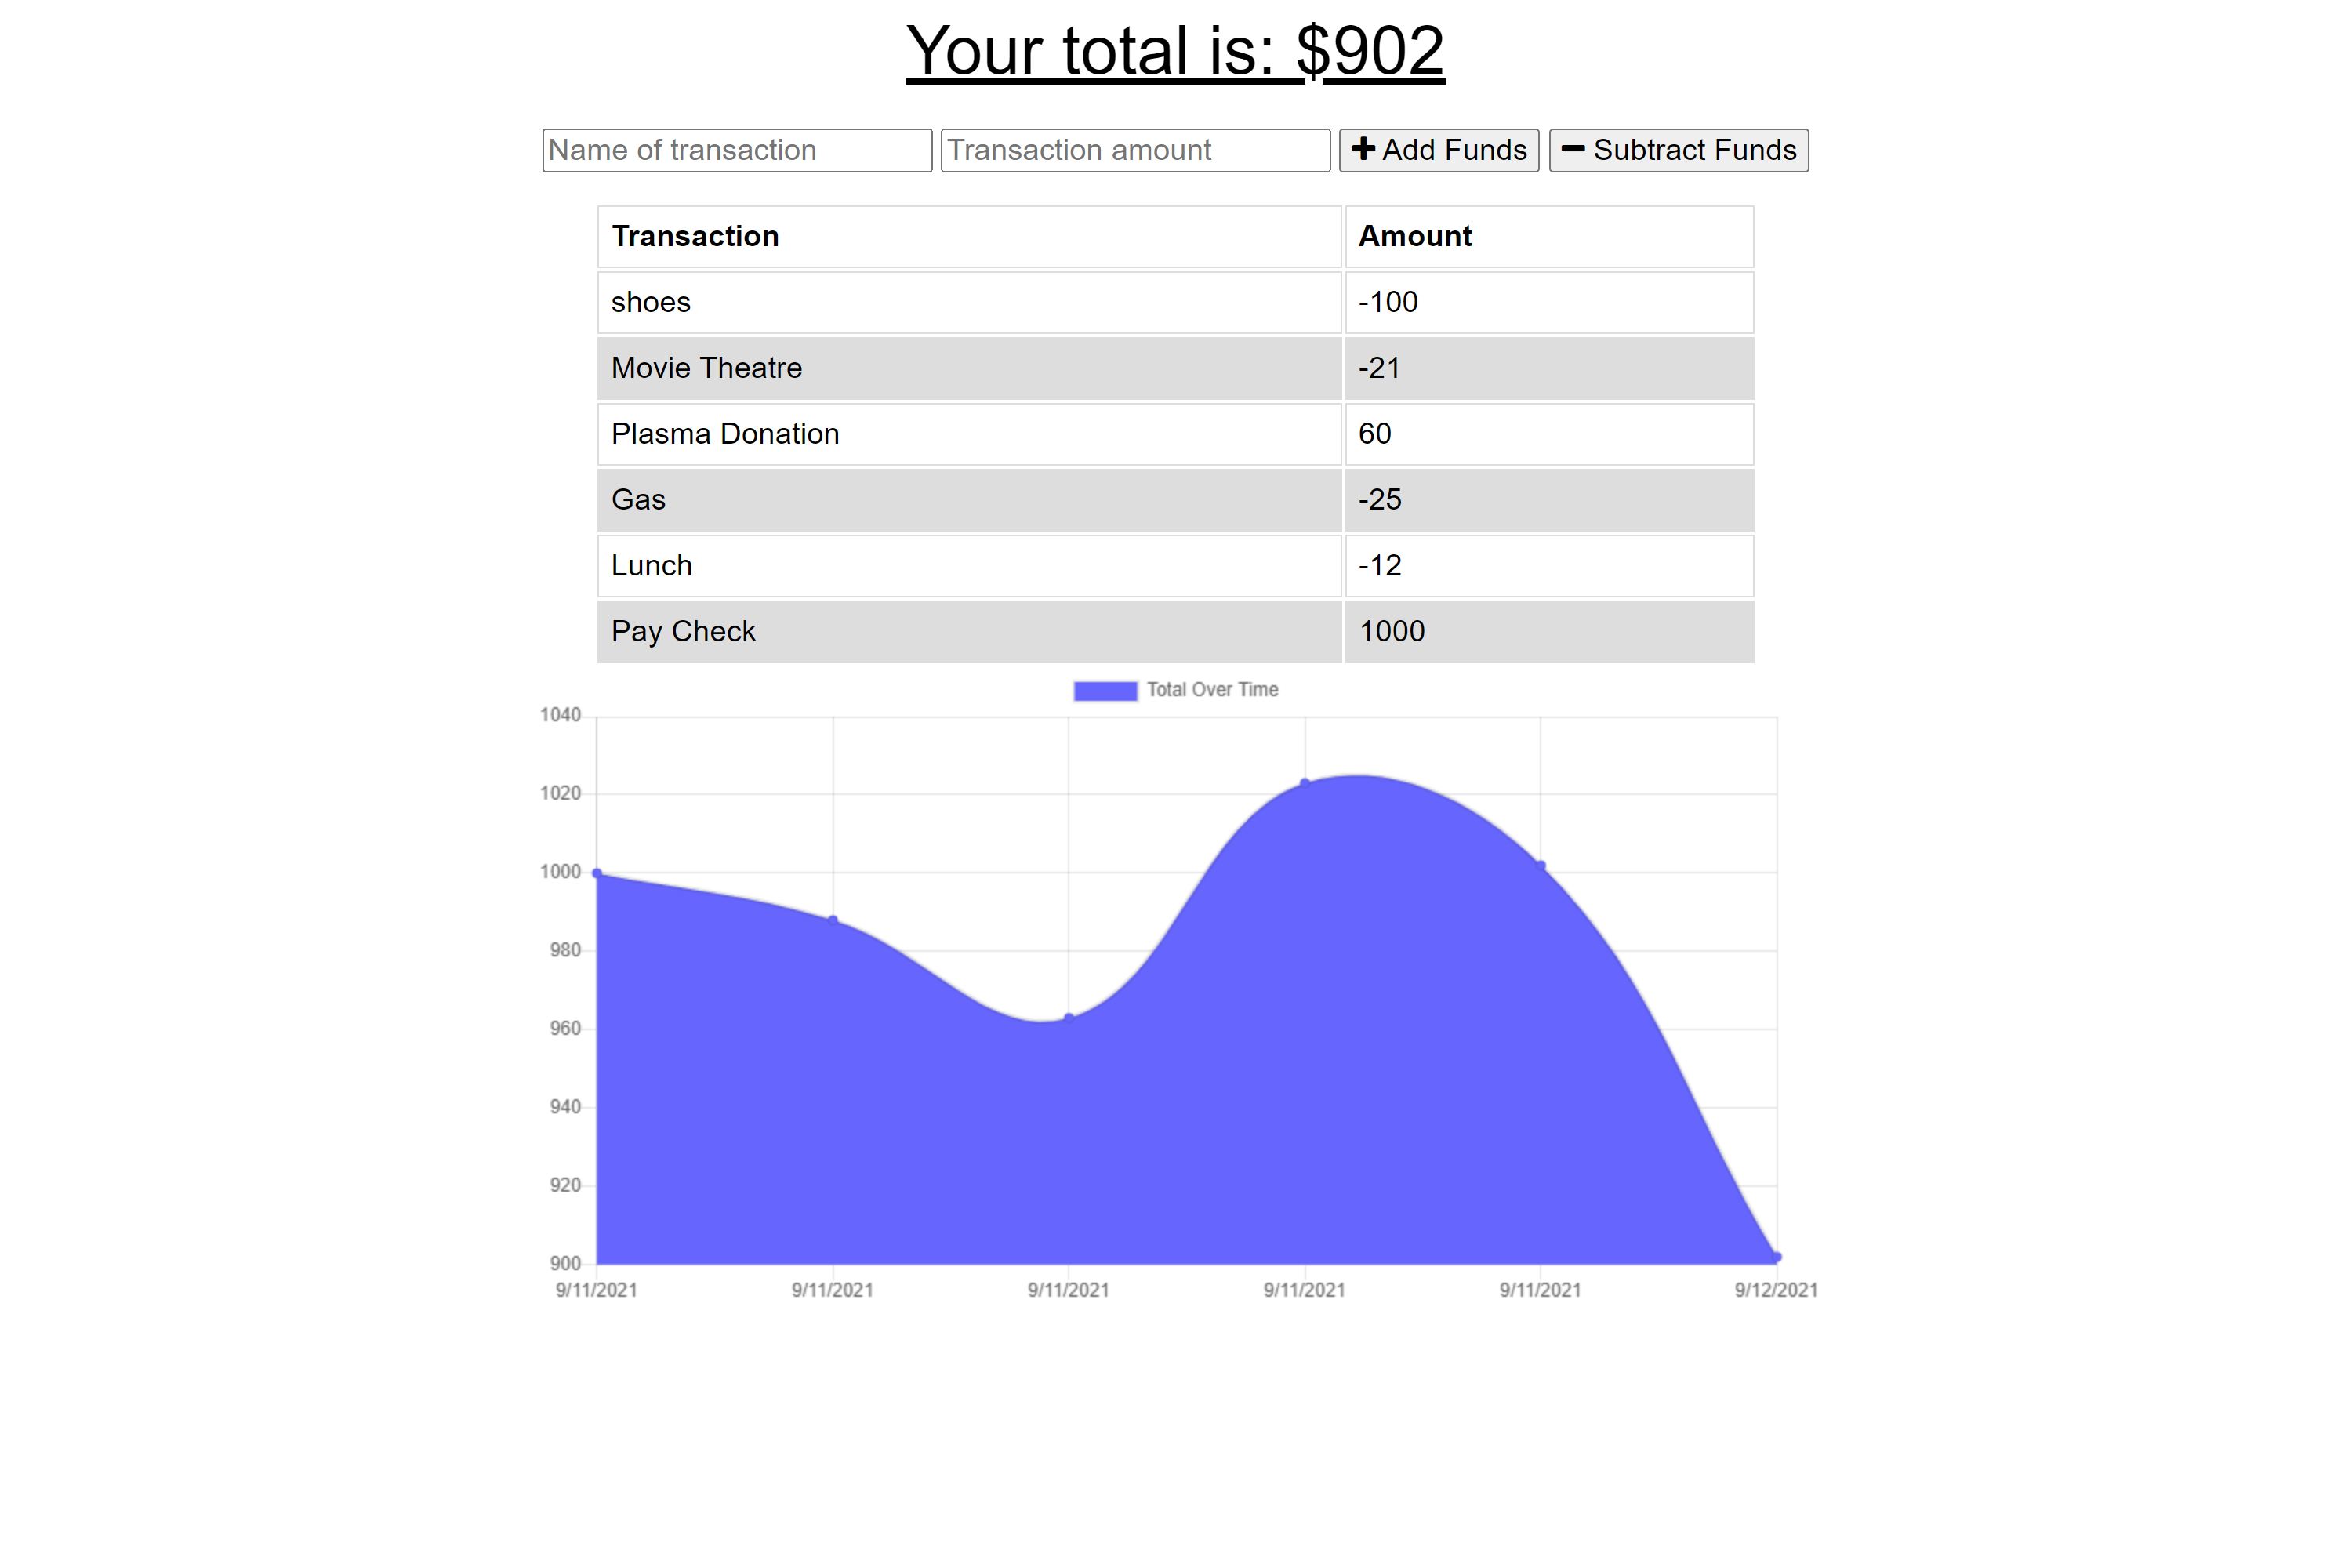 Your total is: $902
Name of transaction Transaction amount Add Funds Subtract Funds
Transaction Amount
shoes -100
Movie Theatre -21
Plasma Donation 60
Gas -25
Lunch -12
Pay Check 1000
Total Over Time
1040
1020
1000
980
960
940
920
900
9/11/2021 9/11/2021 9/11/2021 9/11/2021 9/11/2021 9/12/2021